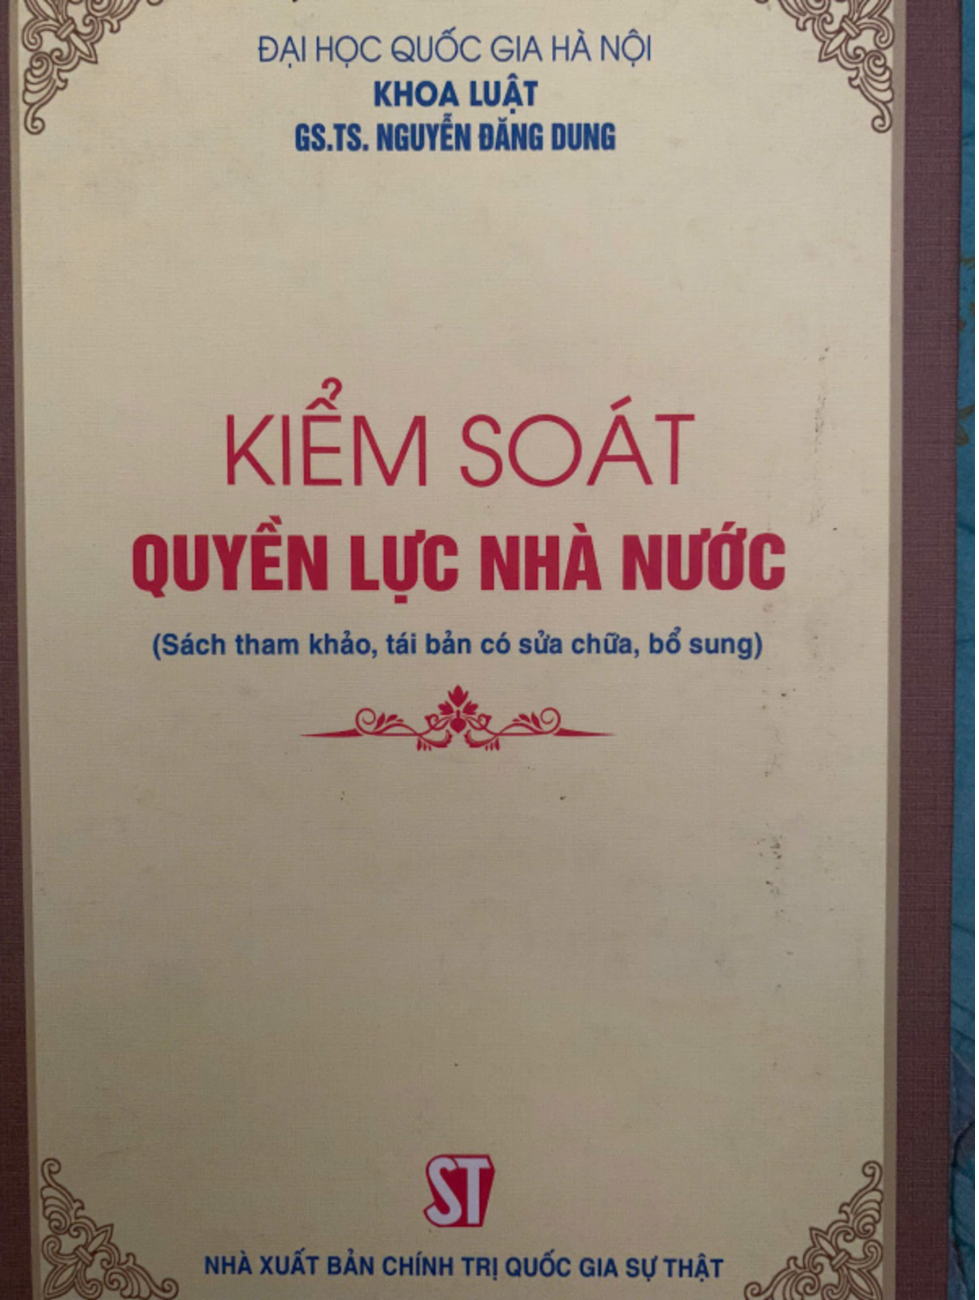 ĐẠI HỌC QUỐC GIA HÀ NỘI
KHOA LUẬT
GS.TS. NGUYỄN ĐĂNG DUNG
KIỂM SOÁT
QUYỀN LỰC NHÀ NƯỚC
(Sách tham khảo, tái bản có sửa chữa, bổ sung)
ST
NHÀ XUẤT BẢN CHÍNH TRỊ QUỐC GIA SỰ THẬT